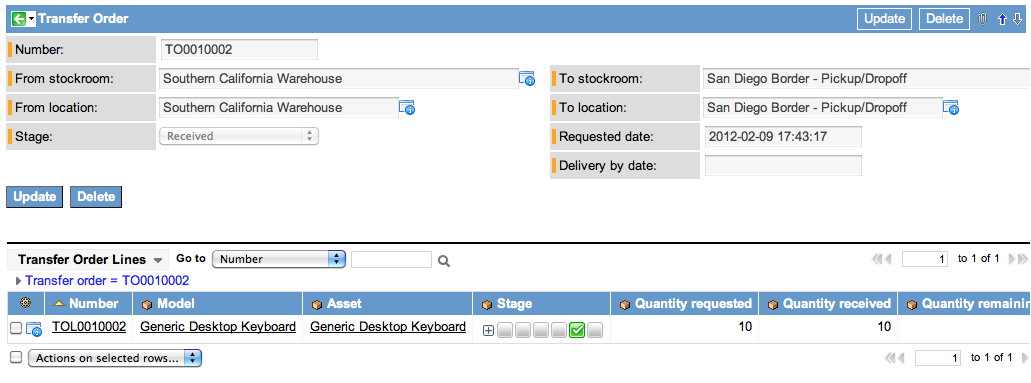 Transfer Order Update Delete
Number: TO0010002
From stockroom: Southern California Warehouse To stockroom: San Diego Border - Pickup/Dropoff
From location: Southern California Warehouse To location: San Diego Border - Pickup/Dropoff
Stage: Received Requested date: 2012-02-09 17:43:17
Delivery by date:
Update Delete
Transfer Order Lines Go to Number 1 to 1 of 1
Transfer order = TO0010002
Number Model Asset Stage Quantity requested Quantity received Quantity remainin
TOL0010002 Generic Desktop Keyboard Generic Desktop Keyboard 10 10
Actions on selected rows... 1 to 1 of 1